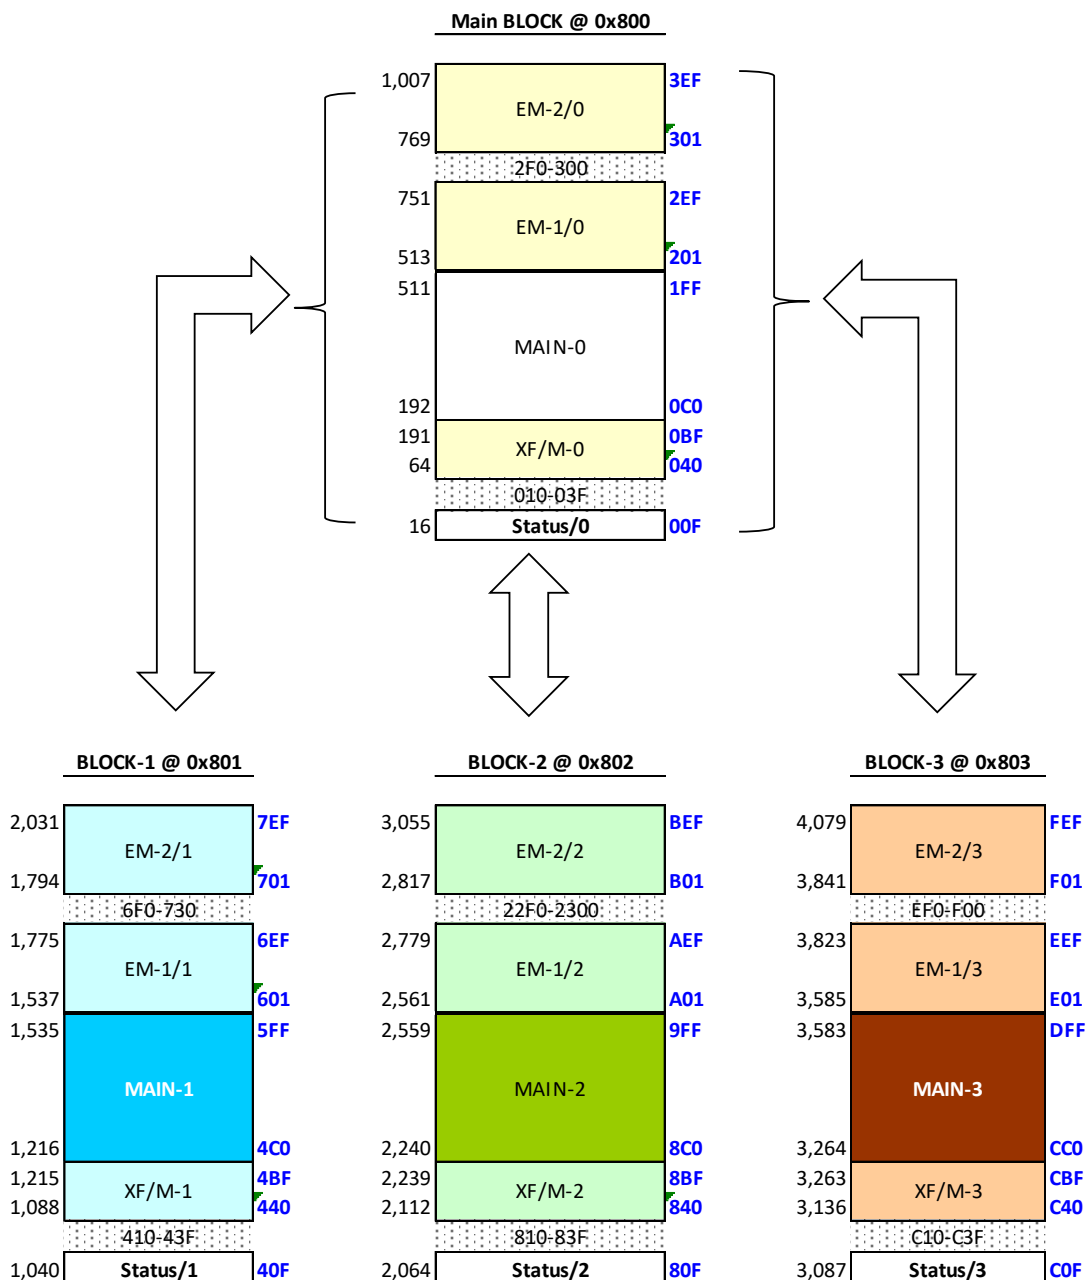 Main BLOCK @ 0x800
1,007 3EF
EM-2/0
769 301
2F0-300
751 2EF
EM-1/0
513 201
511 1FF
MAIN-0
192 0C0
191 0BF
XF/M-0
64 040
010-03F
16 Status/0 00F
BLOCK-1 @ 0x801
2,031 7EF
EM-2/1
1,794 701
6F0-730
1,775 6EF
EM-1/1
1,537 601
1,535 5FF
MAIN-1
1,216 4C0
1,215 4BF
XF/M-1
1,088 440
410-43F
1,040 Status/1 40F
BLOCK-2 @ 0x802
3,055 BEF
EM-2/2
2,817 B01
22F0-2300
2,779 AEF
EM-1/2
2,561 A01
2,559 9FF
MAIN-2
2,240 8C0
2,239 8BF
XF/M-2
2,112 840
810-83F
2,064 Status/2 80F
BLOCK-3 @ 0x803
4,079 FEF
EM-2/3
3,841 F01
EF0-F00
3,823 EEF
EM-1/3
3,585 E01
3,583 DFF
MAIN-3
3,264 CC0
3,263 CBF
XF/M-3
3,136 C40
C10-C3F
3,087 Status/3 C0F